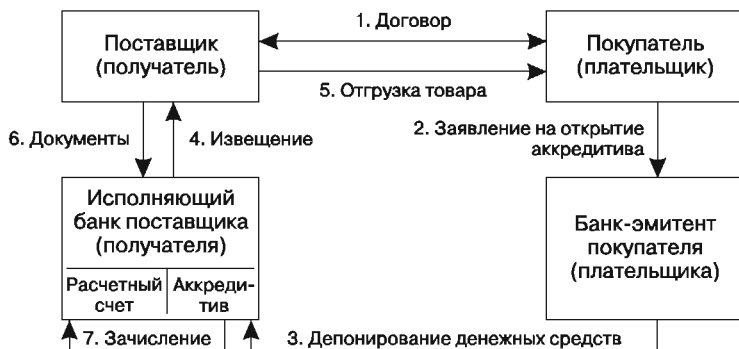 1. Договор
Поставщик
(получатель)
Покупатель
(плательщик)
5. Отгрузка товара
6. Документы
4. Извещение
2. Заявление на открытие
аккредитива
Исполняющий
банк поставщика
(получателя)
Расчетный
счет
Аккреди-
тив
Банк-эмитент
покупателя
(плательщика)
7. Зачисление
3. Депонирование денежных средств